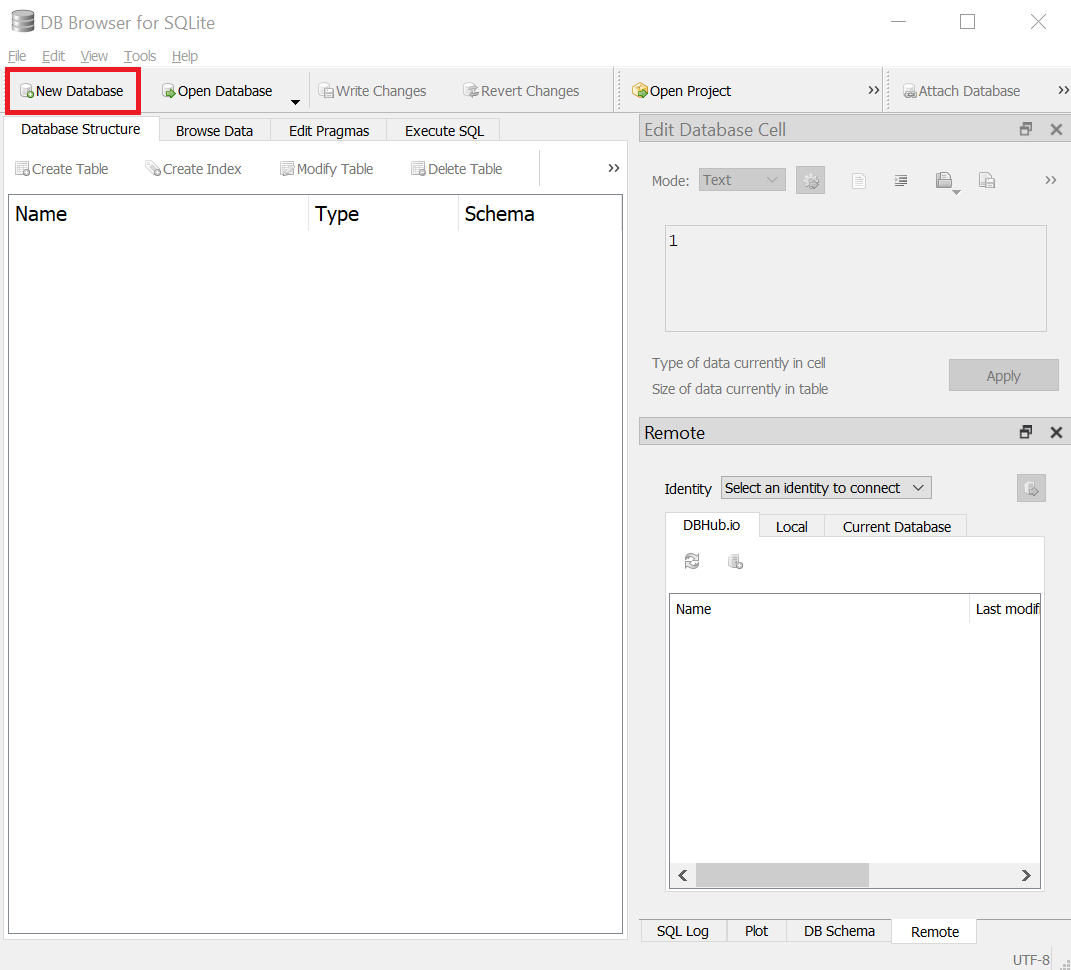 DB Browser for SQLite
File Edit View Tools Help
New Database Open Database Write Changes Revert Changes Open Project Attach Database
Database Structure Browse Data Edit Pragmas Execute SQL
Create Table Create Index Modify Table Delete Table
Name Type Schema
Edit Database Cell
Mode: Text
1
Type of data currently in cell
Size of data currently in table
Apply
Remote
Identity Select an identity to connect
DBHub.io Local Current Database
Name Last modif
SQL Log Plot DB Schema Remote
UTF-8